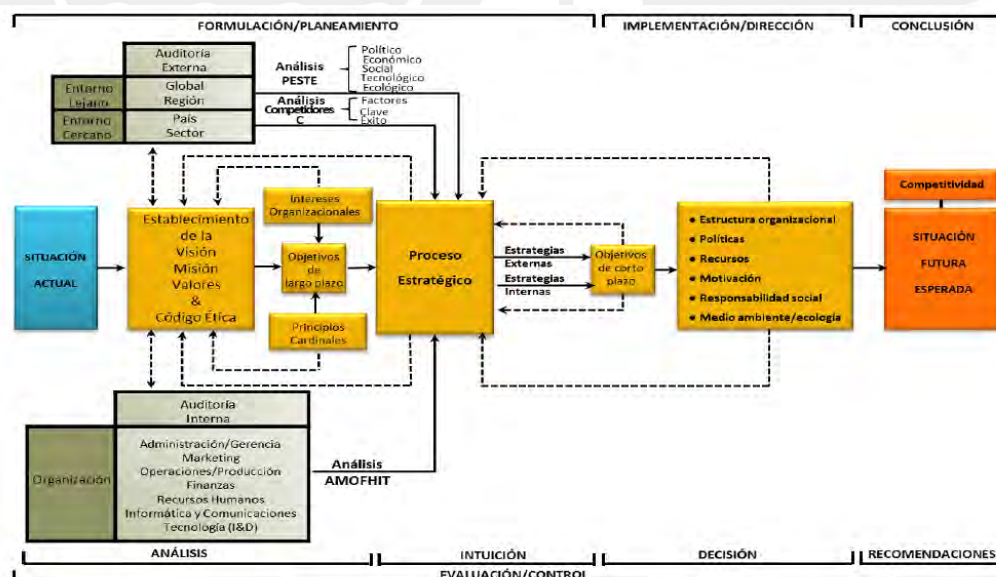 FORMULACIÓN/PLANEAMIENTO
IMPLEMENTACIÓN/DIRECCIÓN
CONCLUSIÓN
Auditoría
Externa
Entorno
Lejano
Global
Región
Entorno
Cercano
País
Sector
Análisis
PESTE
Político
Económico
Social
Tecnológico
Ecológico
Análisis
Competidores
C
Factores
Clave
Éxito
SITUACIÓN
ACTUAL
Establecimiento
de la
Visión
Misión
Valores
&
Código Ética
Intereses
Organizacionales
Objetivos
de
largo plazo
Principios
Cardinales
Proceso
Estratégico
Estrategias
Externas
Estrategias
Internas
Objetivos
de corto
plazo
● Estructura organizacional
● Políticas
● Recursos
● Motivación
● Responsabilidad social
● Medio ambiente/ecología
Competitividad
SITUACIÓN
FUTURA
ESPERADA
Auditoría
Interna
Organización
Administración/Gerencia
Marketing
Operaciones/Producción
Finanzas
Recursos Humanos
Informática y Comunicaciones
Tecnología (I&D)
Análisis
AMOFHIT
ANÁLISIS
INTUICIÓN
DECISIÓN
RECOMENDACIONES
EVALUACIÓN/CONTROL